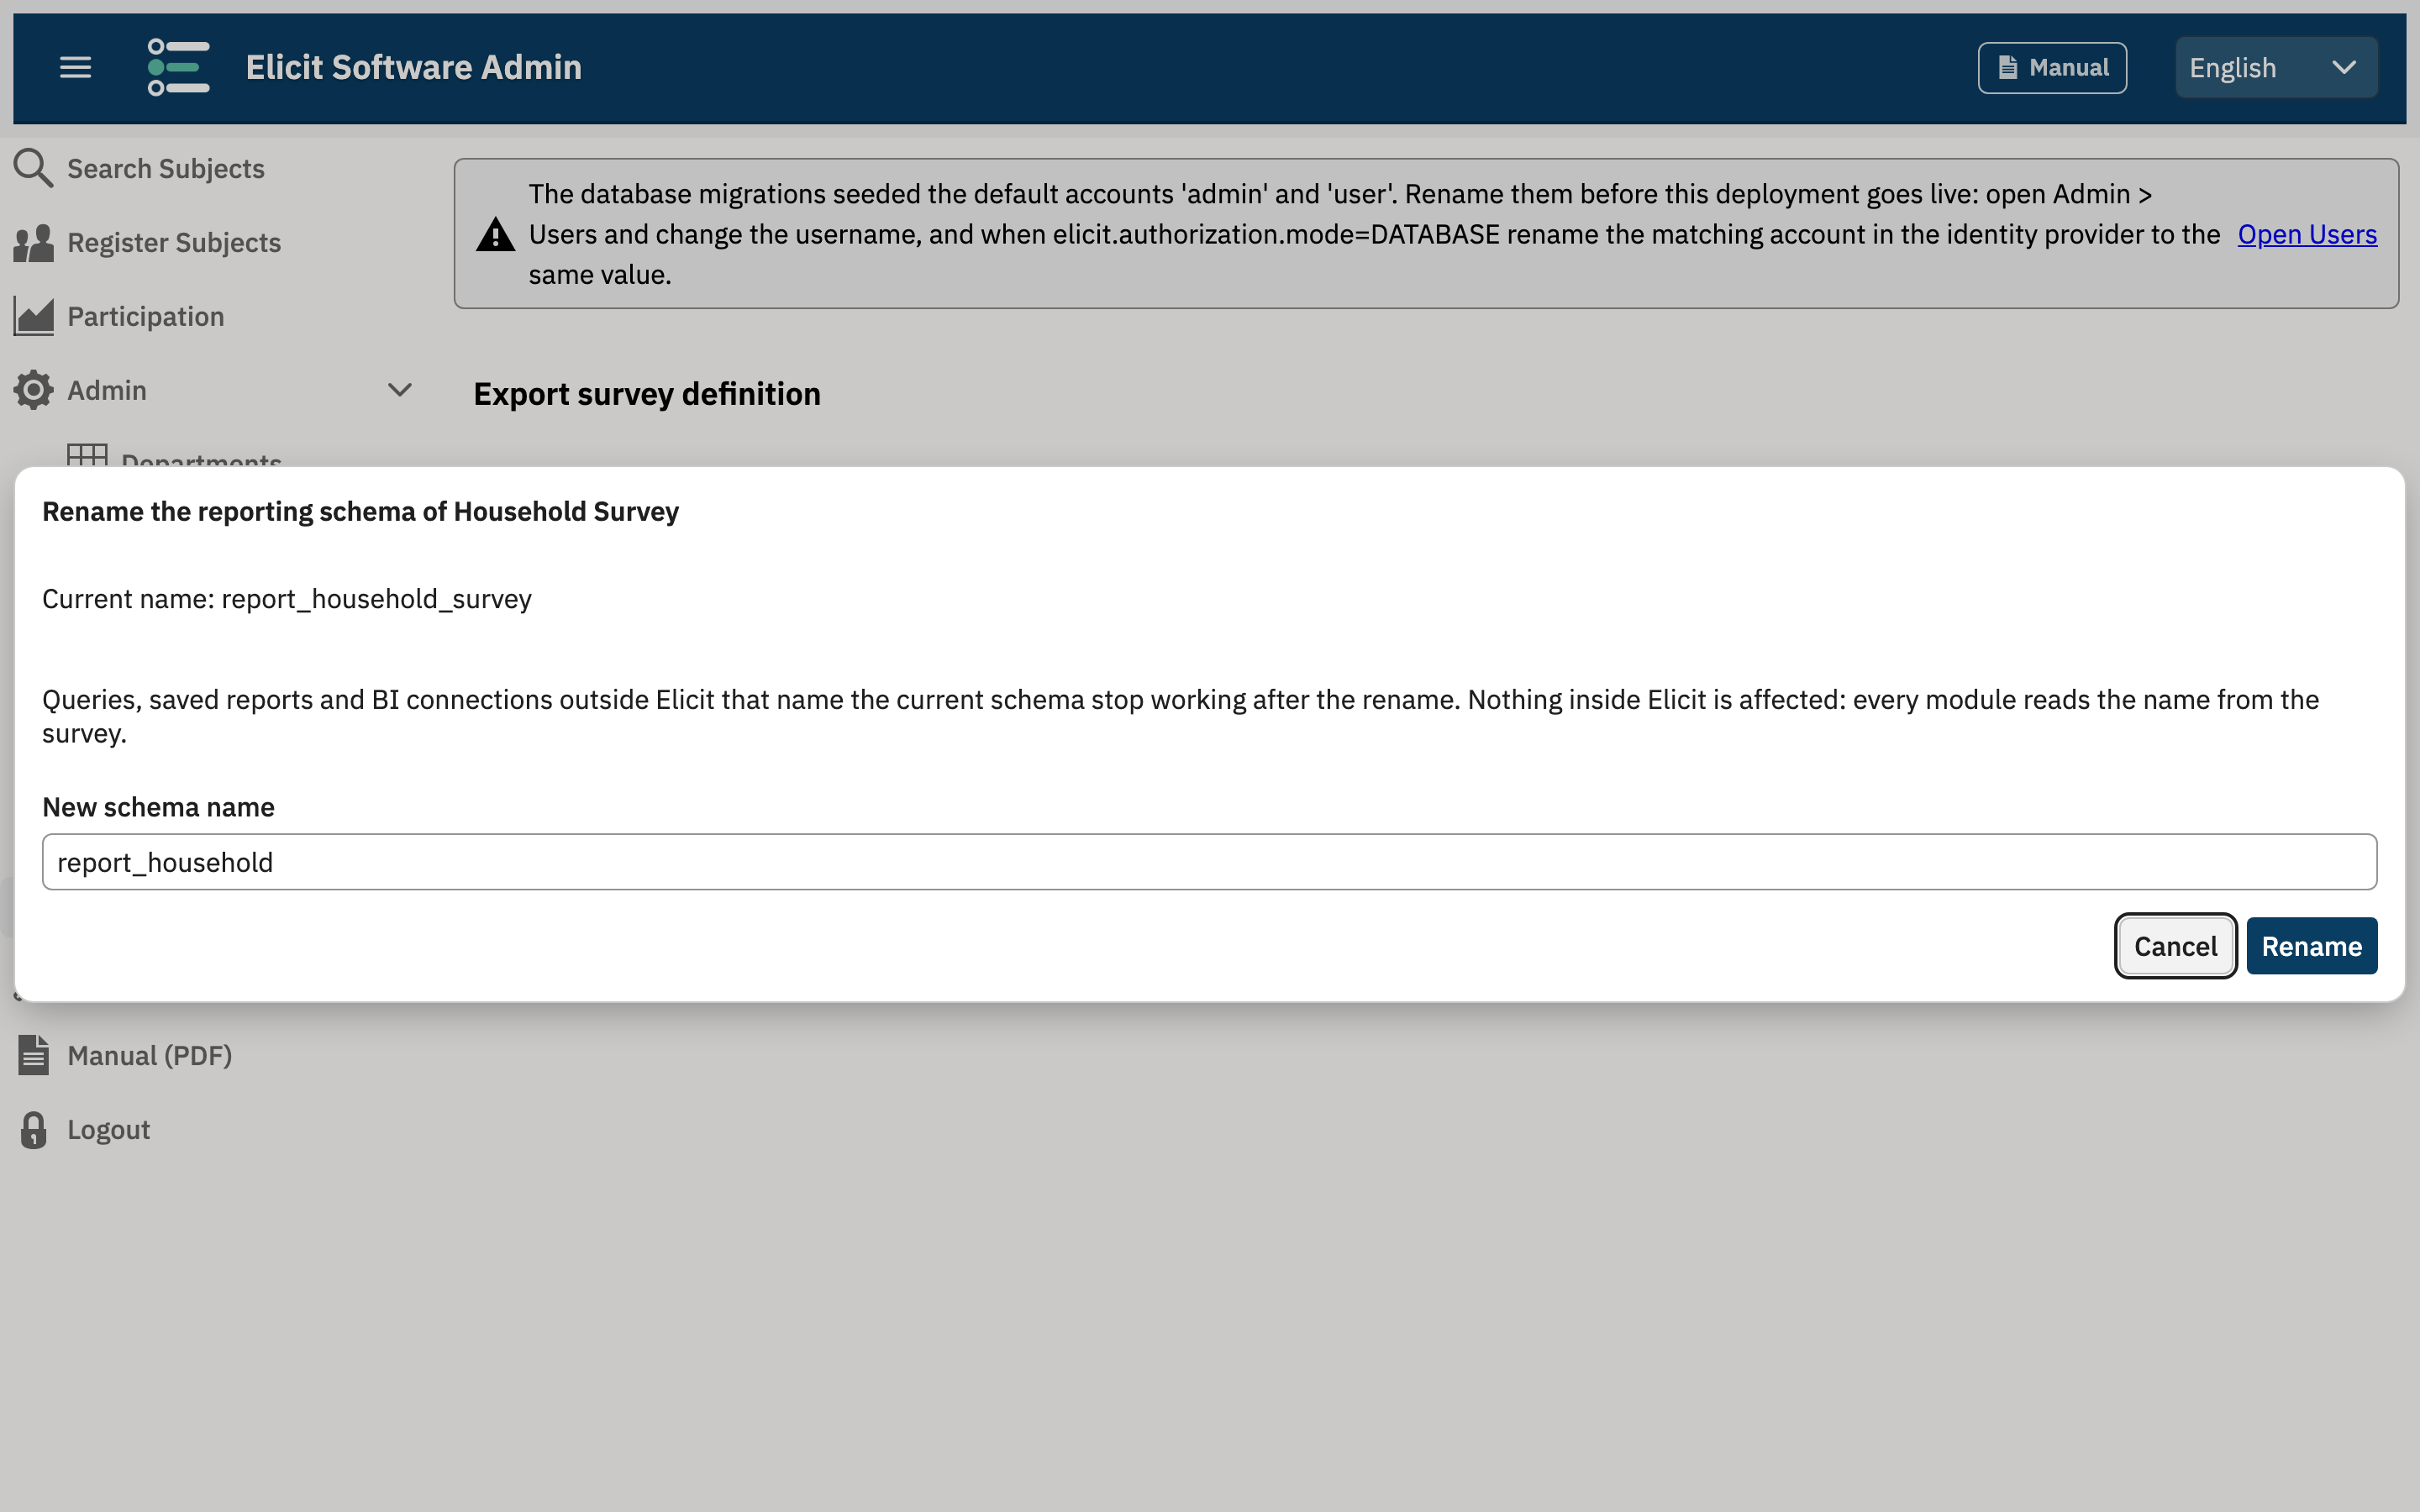 Elicit Software Admin
Manual
English
Search Subjects
Register Subjects
Participation
Admin
Departments
The database migrations seeded the default accounts 'admin' and 'user'. Rename them before this deployment goes live: open Admin >
Users and change the username, and when elicit.authorization.mode=DATABASE rename the matching account in the identity provider to the
same value.
Open Users
Export survey definition
Rename the reporting schema of Household Survey
Current name: report_household_survey
Queries, saved reports and BI connections outside Elicit that name the current schema stop working after the rename. Nothing inside Elicit is affected: every module reads the name from the
survey.
New schema name
report_household
Cancel
Rename
Manual (PDF)
Logout